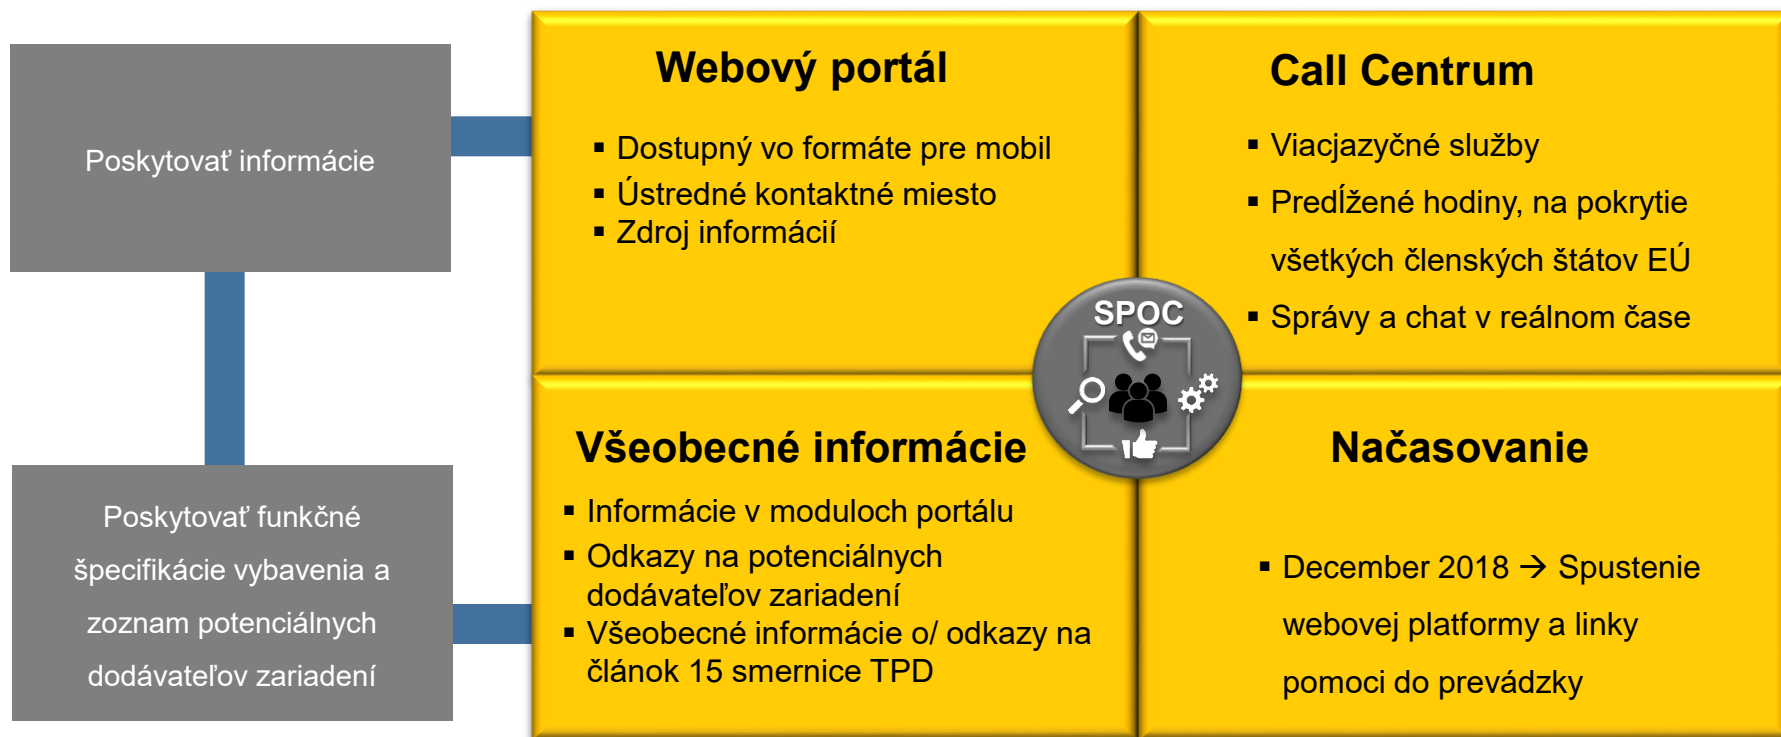 Poskytovať informácie
Poskytovať funkčné
špecifikácie vybavenia a
zoznam potenciálnych
dodávateľov zariadení
Webový portál
▪ Dostupný vo formáte pre mobil
▪ Ústredné kontaktné miesto
▪ Zdroj informácií
Call Centrum
▪ Viacjazyčné služby
▪ Predĺžené hodiny, na pokrytie
všetkých členských štátov EÚ
▪ Správy a chat v reálnom čase
SPOC
Všeobecné informácie
▪ Informácie v moduloch portálu
▪ Odkazy na potenciálnych
dodávateľov zariadení
▪ Všeobecné informácie o/ odkazy na
článok 15 smernice TPD
Načasovanie
▪ December 2018 → Spustenie
webovej platformy a linky
pomoci do prevádzky